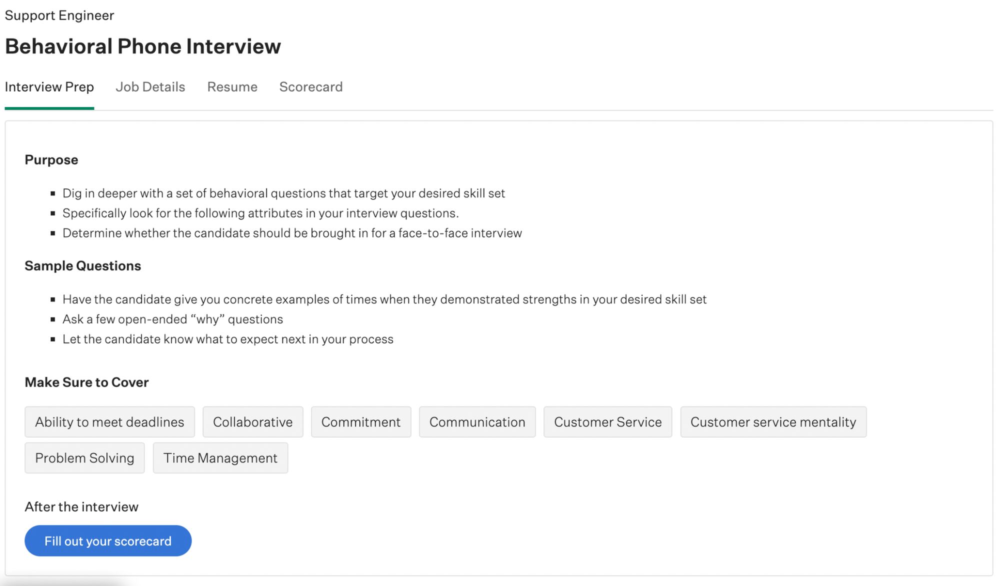 Support Engineer
Behavioral Phone Interview
Interview Prep Job Details Resume Scorecard
Purpose
▪ Dig in deeper with a set of behavioral questions that target your desired skill set
▪ Specifically look for the following attributes in your interview questions.
▪ Determine whether the candidate should be brought in for a face-to-face interview
Sample Questions
▪ Have the candidate give you concrete examples of times when they demonstrated strengths in your desired skill set
▪ Ask a few open-ended “why” questions
▪ Let the candidate know what to expect next in your process
Make Sure to Cover
Ability to meet deadlines Collaborative Commitment Communication Customer Service Customer service mentality
Problem Solving Time Management
After the interview
Fill out your scorecard